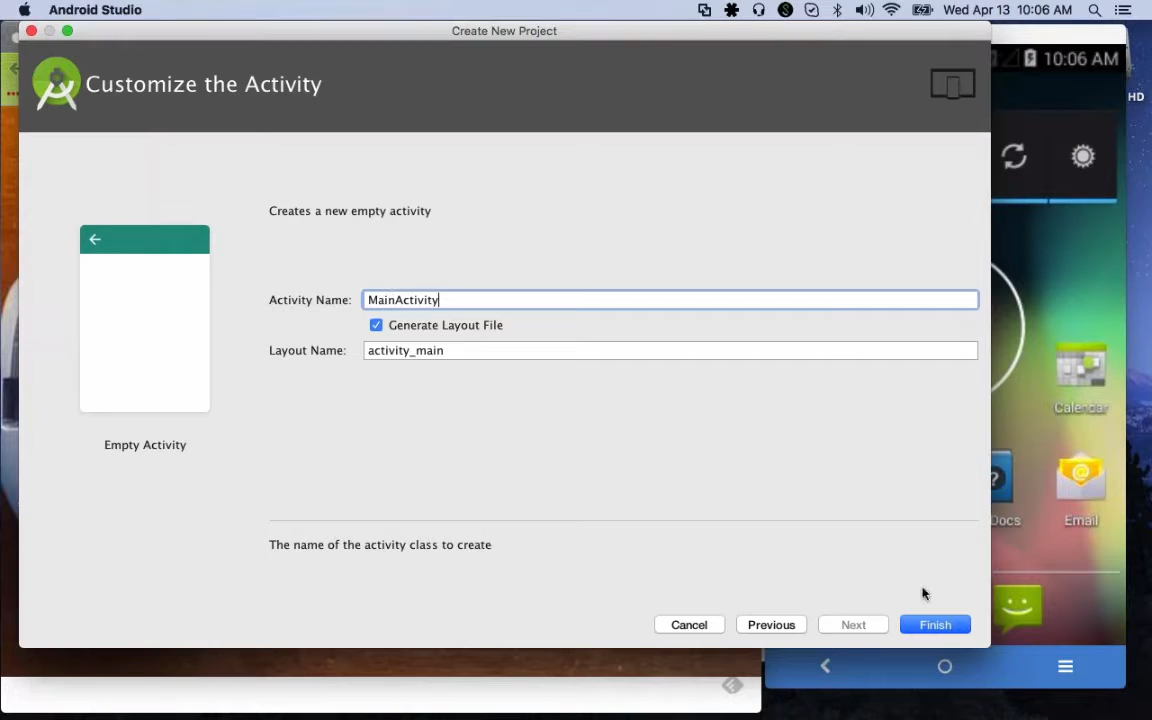 Android Studio
Wed Apr 13 10:06 AM
Create New Project
Customize the Activity
10:06 AM
HD
Creates a new empty activity
Activity Name: MainActivity
Generate Layout File
Layout Name: activity_main
Calendar
Empty Activity
Docs
Email
The name of the activity class to create
Cancel
Previous
Next
Finish